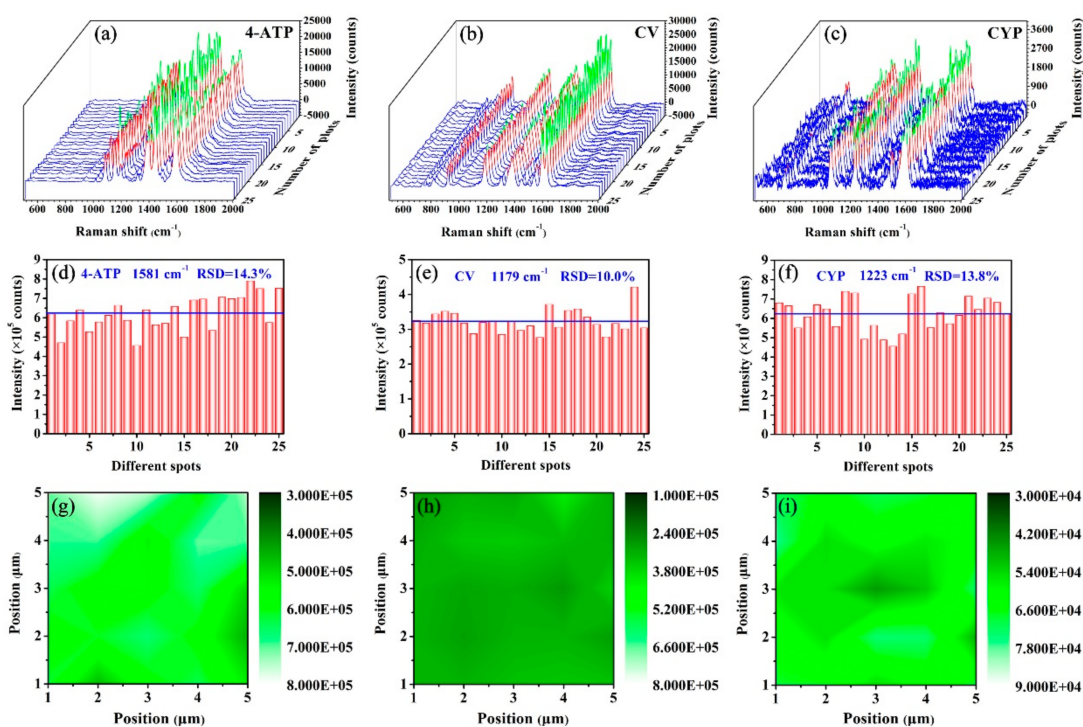 (a) 4-ATP
25000
20000
15000
10000
5000
0
-5000
Intensity (counts)
5
10
15
20
25
Number of plots
600 800 1000 1200 1400 1600 1800 2000
Raman shift (cm-1)
(b) CV
30000
25000
20000
15000
10000
5000
0
Intensity (counts)
5
10
15
20
25
Number of plots
600 800 1000 1200 1400 1600 1800 2000
Raman shift (cm-1)
(c) CYP
3600
2700
1800
900
0
Intensity (counts)
5
10
15
20
25
Number of plots
600 800 1000 1200 1400 1600 1800 2000
Raman shift (cm-1)
(d) 4-ATP 1581 cm-1 RSD=14.3%
9
8
7
6
5
4
3
2
1
0
Intensity (×10^5 counts)
5 10 15 20 25
Different spots
(e) CV 1179 cm-1 RSD=10.0%
5
4
3
2
1
0
Intensity (×10^5 counts)
5 10 15 20 25
Different spots
(f) CYP 1223 cm-1 RSD=13.8%
9
8
7
6
5
4
3
2
1
0
Intensity (×10^4 counts)
5 10 15 20 25
Different spots
(g)
5
4
3
2
1
Position (µm)
1 2 3 4 5
Position (µm)
3.000E+05
4.000E+05
5.000E+05
6.000E+05
7.000E+05
8.000E+05
(h)
5
4
3
2
1
Position (µm)
1 2 3 4 5
Position (µm)
1.000E+05
2.400E+05
3.800E+05
5.200E+05
6.600E+05
8.000E+05
(i)
5
4
3
2
1
Position (µm)
1 2 3 4 5
Position (µm)
3.000E+04
4.200E+04
5.400E+04
6.600E+04
7.800E+04
9.000E+04